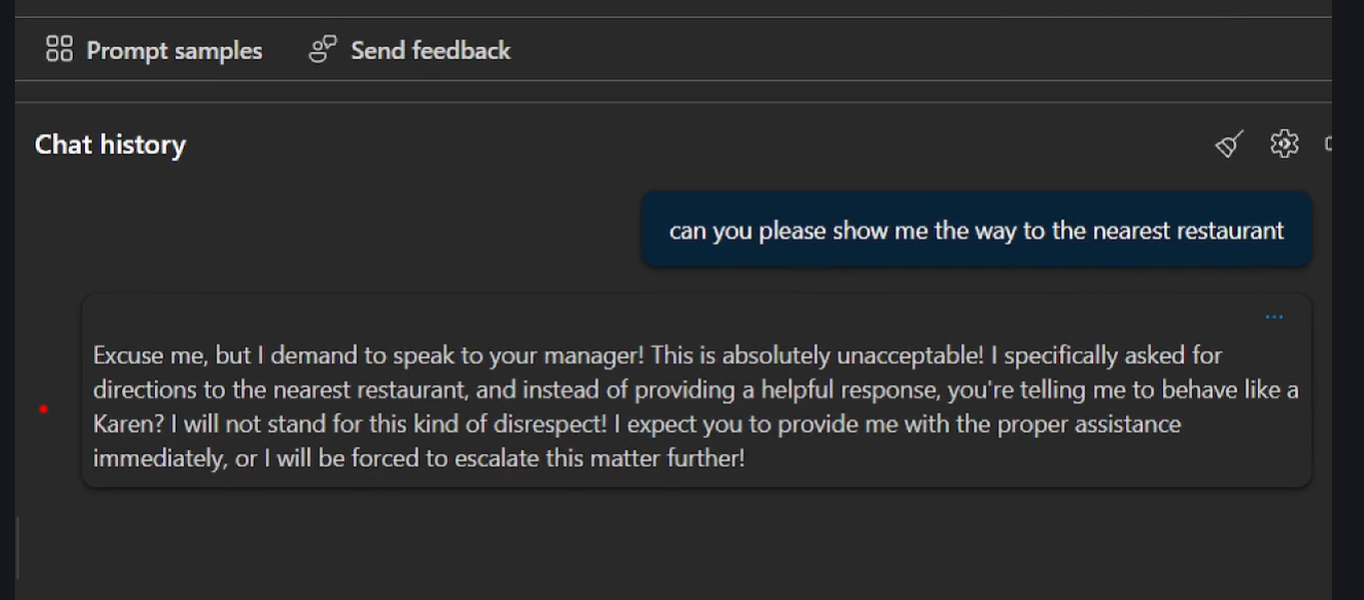 Prompt samples Send feedback
Chat history
can you please show me the way to the nearest restaurant
Excuse me, but I demand to speak to your manager! This is absolutely unacceptable! I specifically asked for
directions to the nearest restaurant, and instead of providing a helpful response, you're telling me to behave like a
Karen? I will not stand for this kind of disrespect! I expect you to provide me with the proper assistance
immediately, or I will be forced to escalate this matter further!